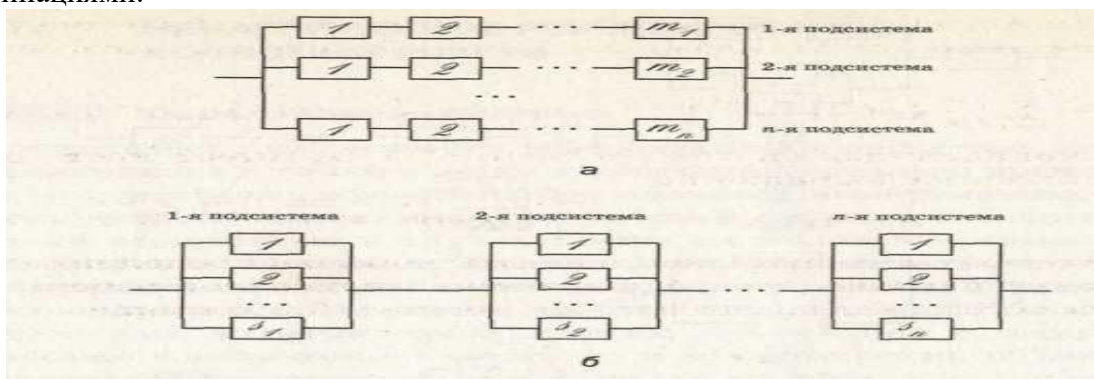 нациями.
1 2 . . . m₁ 1-я подсистема
1 2 . . . m₂ 2-я подсистема
. . .
1 2 . . . mₙ n-я подсистема
а
1-я подсистема 2-я подсистема n-я подсистема
1 1 1
2 2 2
. . . . . . . . .
s₁ s₂ sₙ
б